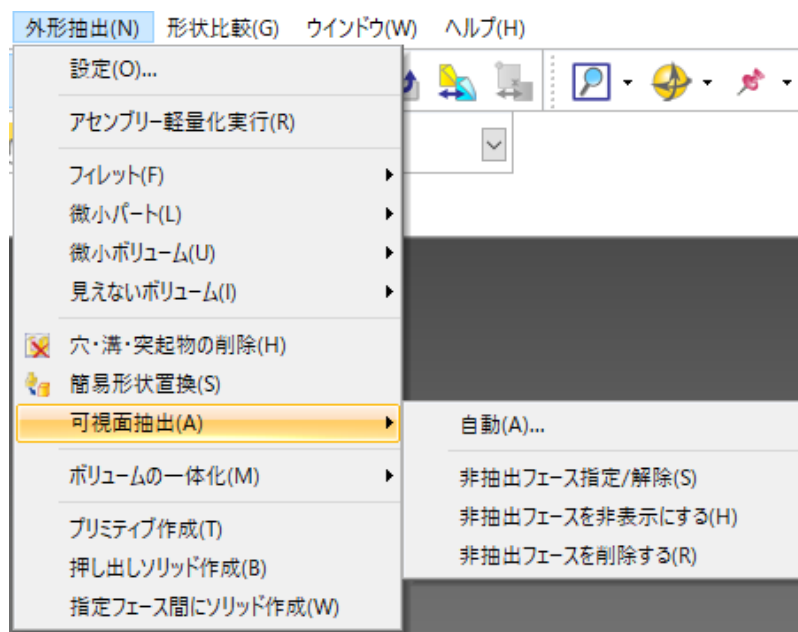 外形抽出(N) 形状比較(G) ウインドウ(W) ヘルプ(H)
設定(O)...
アセンブリー軽量化実行(R)
フィレット(F)
微小パート(L)
微小ボリューム(U)
見えないボリューム(I)
穴・溝・突起物の削除(H)
簡易形状置換(S)
可視面抽出(A)
自動(A)...
ボリュームの一体化(M)
非抽出フェース指定/解除(S)
非抽出フェースを非表示にする(H)
非抽出フェースを削除する(R)
プリミティブ作成(T)
押し出しソリッド作成(B)
指定フェース間にソリッド作成(W)